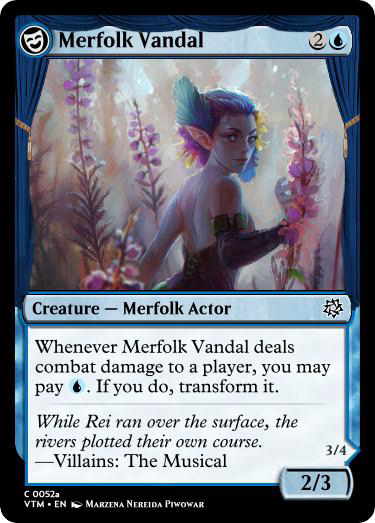 Merfolk Vandal 2
Creature — Merfolk Actor
Whenever Merfolk Vandal deals
combat damage to a player, you may
pay . If you do, transform it.
While Rei ran over the surface, the
rivers plotted their own course.
—Villains: The Musical
3/4
2/3
C 0052a
VTM • EN Marzena Nereida Piwowar